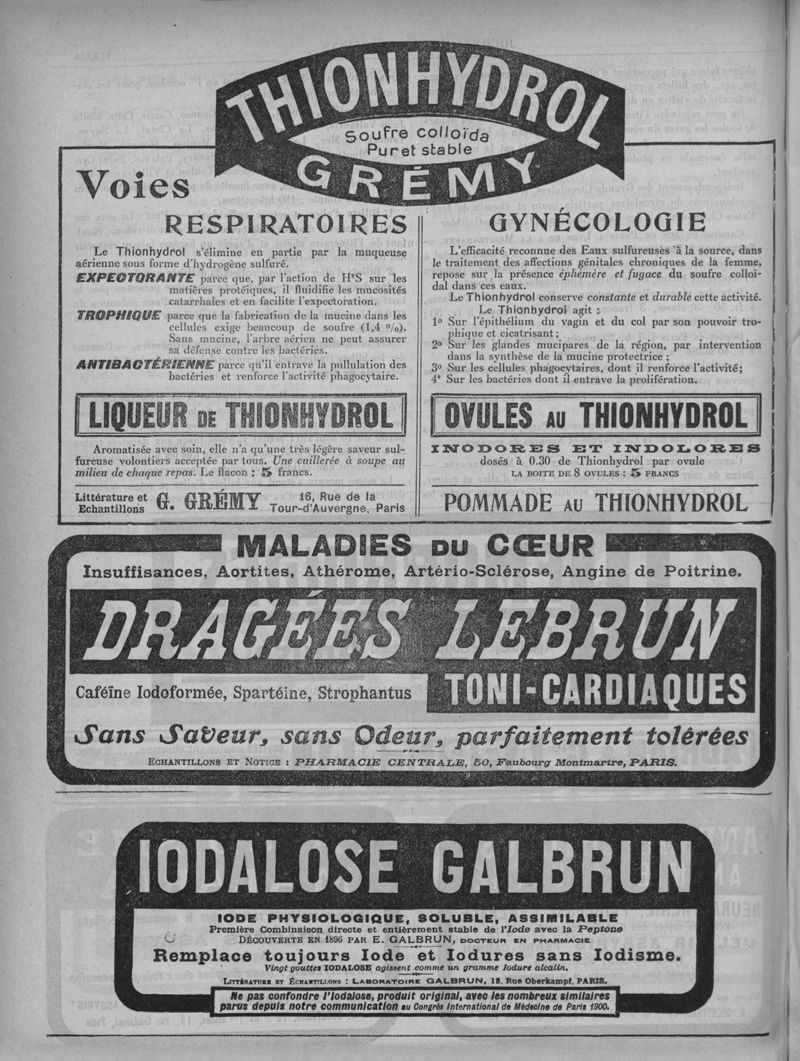 THIONHYDROL
Soufre colloïda
Pur et stable
GRÉMY
Voies
RESPIRATOIRES
Le Thionhydrol s'élimine en partie par la muqueuse
aérienne sous forme d'hydrogène sulfuré.
EXPECTORANTE parce que, par l'action de H²S sur les
matières protéiques, il fluidifie les mucosités
catarrhales et en facilite l'expectoration.
TROPHIQUE parce que la fabrication de la mucine dans les
cellules exige beaucoup de soufre (1,4 %).
Sans mucine, l'arbre aérien ne peut assurer
sa défense contre les bactéries.
ANTIBACTÉRIENNE parce qu'il entrave la pullulation des
bactéries et renforce l'activité phagocytaire.
LIQUEUR DE THIONHYDROL
Aromatisée avec soin, elle n'a qu'une très légère saveur sul-
fureuse volontiers acceptée par tous. Une cuillerée à soupe au
milieu de chaque repas. Le flacon : 5 francs.
Littérature et
Echantillons
G. GRÉMY
16, Rue de la
Tour-d'Auvergne, Paris
GYNÉCOLOGIE
L'efficacité reconnue des Eaux sulfureuses à la source, dans
le traitement des affections génitales chroniques de la femme,
repose sur la présence éphémère et fugace du soufre colloï-
dal dans ces eaux.
Le Thionhydrol conserve constante et durable cette activité.
Le Thionhydrol agit :
1º Sur l'épithélium du vagin et du col par son pouvoir tro-
phique et cicatrisant ;
2º Sur les glandes mucipares de la région, par intervention
dans la synthèse de la mucine protectrice ;
3º Sur les cellules phagocytaires, dont il renforce l'activité;
4º Sur les bactéries dont il entrave la prolifération.
OVULES AU THIONHYDROL
INODORES ET INDOLORES
dosés à 0.30 de Thionhydrol par ovule
LA BOITE DE 8 OVULES : 5 FRANCS
POMMADE AU THIONHYDROL
MALADIES DU CŒUR
Insuffisances, Aortites, Athérome, Artério-Sclérose, Angine de Poitrine.
DRAGÉES LEBRUN
Caféïne Iodoformée, Spartéine, Strophantus
TONI-CARDIAQUES
Sans Saveur, sans Odeur, parfaitement tolérées
ECHANTILLONS ET NOTICE : PHARMACIE CENTRALE, 50, Faubourg Montmartre, PARIS.
IODALOSE GALBRUN
IODE PHYSIOLOGIQUE, SOLUBLE, ASSIMILABLE
Première Combinaison directe et entièrement stable de l'Iode avec la Peptone
DÉCOUVERTE EN 1896 PAR E. GALBRUN, DOCTEUR EN PHARMACIE
Remplace toujours Iode et Iodures sans Iodisme.
Vingt gouttes IODALOSE agissent comme un gramme Iodure alcalin.
LITTÉRATURE ET ÉCHANTILLONS : LABORATOIRE GALBRUN, 18, Rue Oberkampf, PARIS.
Ne pas confondre l'Iodalose, produit original, avec les nombreux similaires
parus depuis notre communication au Congrès International de Médecine de Paris 1900.